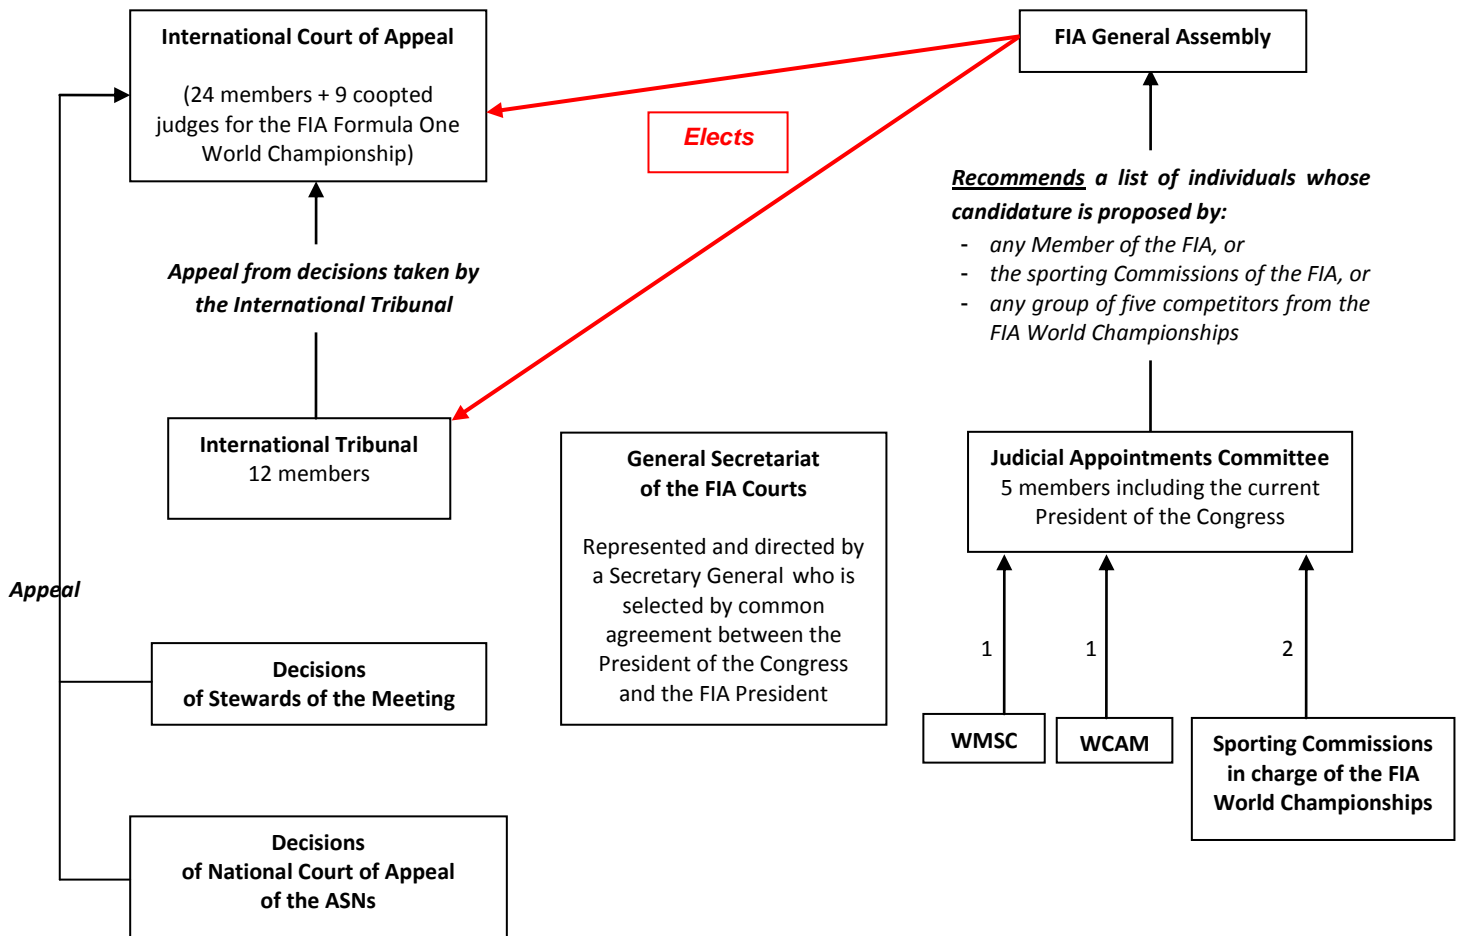 International Court of Appeal
(24 members + 9 coopted
judges for the FIA Formula One
World Championship)
FIA General Assembly
Elects
Recommends a list of individuals whose
candidature is proposed by:
- any Member of the FIA, or
- the sporting Commissions of the FIA, or
- any group of five competitors from the
FIA World Championships
Appeal from decisions taken by
the International Tribunal
International Tribunal
12 members
General Secretariat
of the FIA Courts
Represented and directed by
a Secretary General who is
selected by common
agreement between the
President of the Congress
and the FIA President
Judicial Appointments Committee
5 members including the current
President of the Congress
Appeal
1
1
2
Decisions
of Stewards of the Meeting
WMSC
WCAM
Sporting Commissions
in charge of the FIA
World Championships
Decisions
of National Court of Appeal
of the ASNs